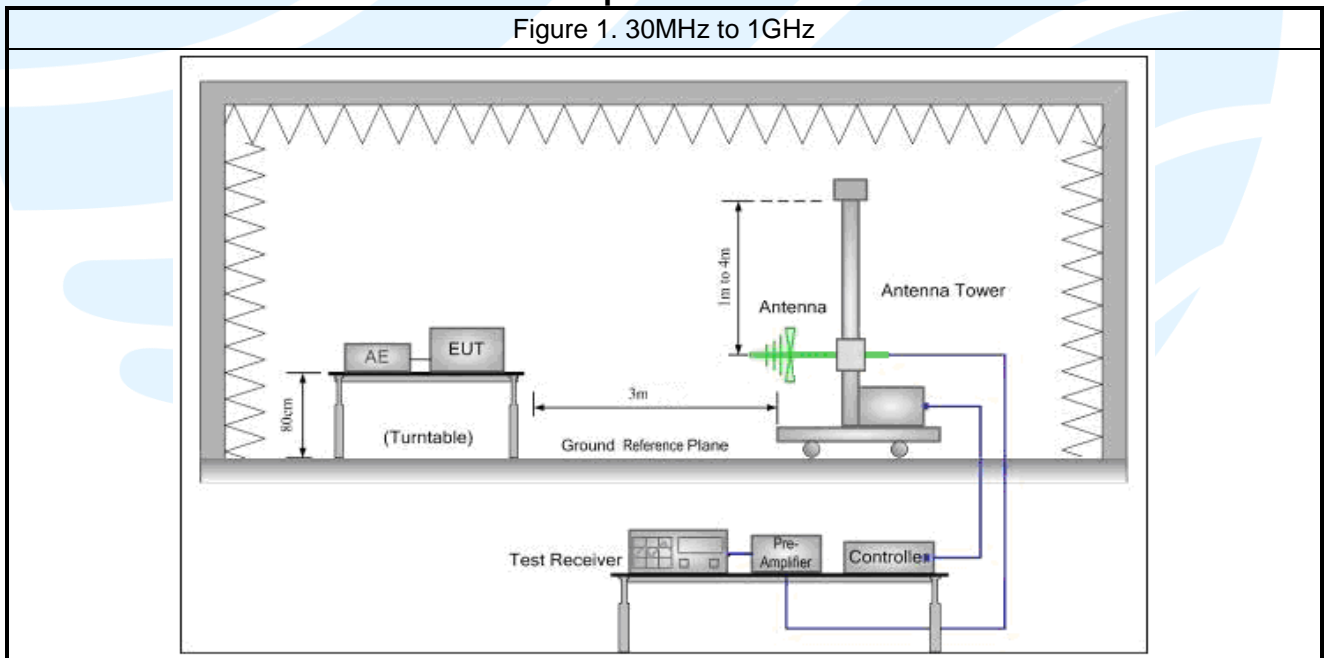 Figure 1. 30MHz to 1GHz
1m to 4m
Antenna
Antenna Tower
AE
EUT
80cm
3m
(Turntable)
Ground Reference Plane
Test Receiver
Pre-
Amplifier
Controller